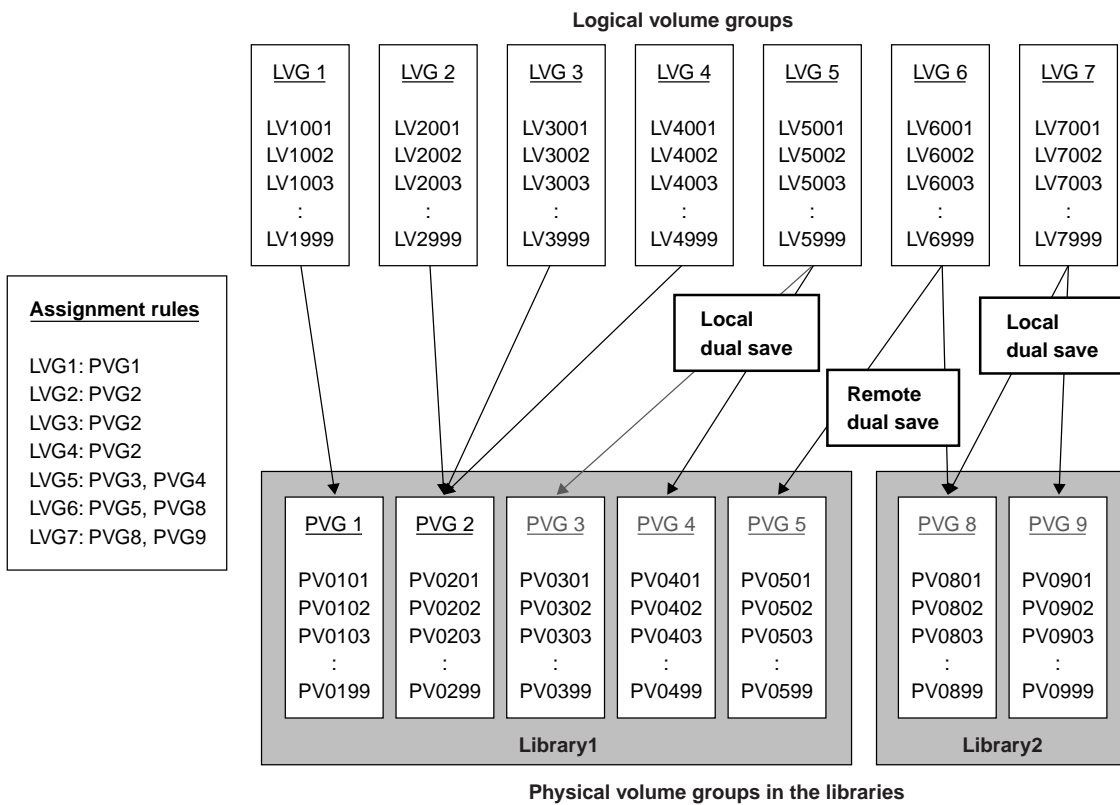 Logical volume groups
LVG 1
LV1001
LV1002
LV1003
:
LV1999
LVG 2
LV2001
LV2002
LV2003
:
LV2999
LVG 3
LV3001
LV3002
LV3003
:
LV3999
LVG 4
LV4001
LV4002
LV4003
:
LV4999
LVG 5
LV5001
LV5002
LV5003
:
LV5999
LVG 6
LV6001
LV6002
LV6003
:
LV6999
LVG 7
LV7001
LV7002
LV7003
:
LV7999
Assignment rules
LVG1: PVG1
LVG2: PVG2
LVG3: PVG2
LVG4: PVG2
LVG5: PVG3, PVG4
LVG6: PVG5, PVG8
LVG7: PVG8, PVG9
Local
dual save
Remote
dual save
Local
dual save
PVG 1
PV0101
PV0102
PV0103
:
PV0199
PVG 2
PV0201
PV0202
PV0203
:
PV0299
PVG 3
PV0301
PV0302
PV0303
:
PV0399
PVG 4
PV0401
PV0402
PV0403
:
PV0499
PVG 5
PV0501
PV0502
PV0503
:
PV0599
Library1
PVG 8
PV0801
PV0802
PV0803
:
PV0899
PVG 9
PV0901
PV0902
PV0903
:
PV0999
Library2
Physical volume groups in the libraries